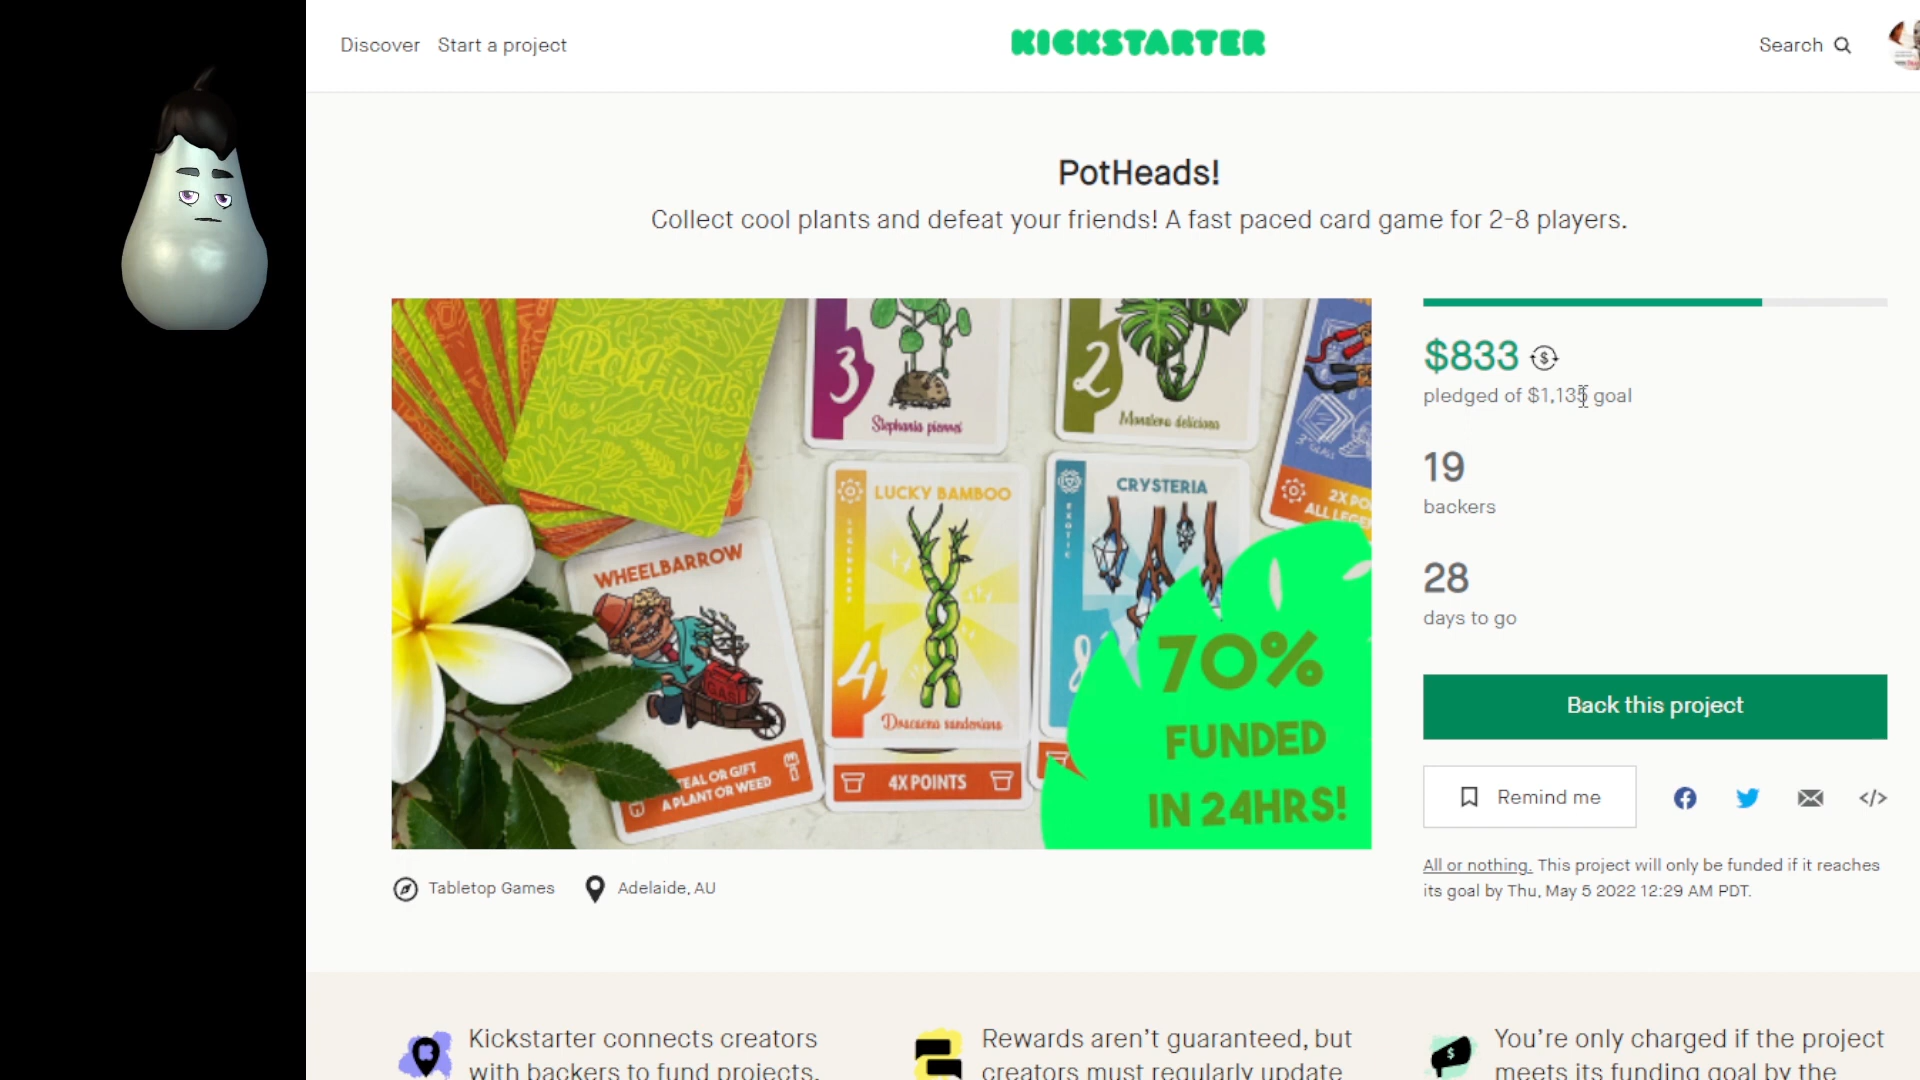 Discover
Start a project
KICKSTARTER
Search
PotHeads!
Collect cool plants and defeat your friends! A fast paced card game for 2-8 players.
PotHeads
3
Stephania pierrei
2
Monstera deliciosa
WHEELBARROW
A PLANT OR WEED
LUCKY BAMBOO
LEGENDARY
4
Dracaena sanderiana
4X POINTS
CRYSTERIA
EXOTIC
8
70%
FUNDED
IN 24HRS!
$833
pledged of $1,135 goal
19
backers
28
days to go
Back this project
Remind me
All or nothing. This project will only be funded if it reaches
its goal by Thu, May 5 2022 12:29 AM PDT.
Tabletop Games
Adelaide, AU
Kickstarter connects creators
with backers to fund projects.
Rewards aren't guaranteed, but
creators must regularly update
You're only charged if the project
meets its funding goal by the